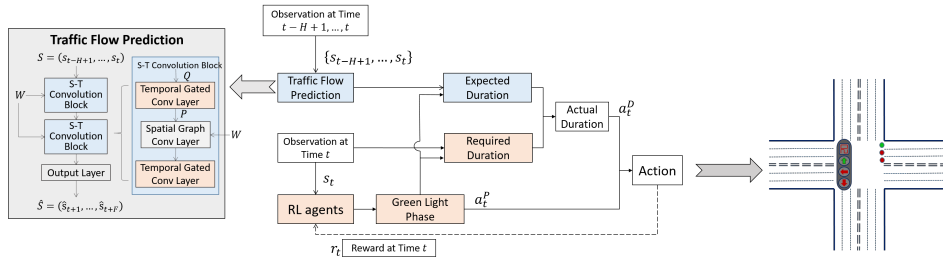 Traffic Flow Prediction
S = (s_{t-H+1}, ..., s_t)
S-T
Convolution
Block
W
S-T
Convolution
Block
Output Layer
Ŝ = (ŝ_{t+1}, ..., ŝ_{t+F})
S-T Convolution Block
Q
Temporal Gated
Conv Layer
P
Spatial Graph
Conv Layer
W
Temporal Gated
Conv Layer
Observation at Time
t − H + 1, ..., t
{s_{t-H+1}, ..., s_t}
Traffic Flow
Prediction
Expected
Duration
Observation at
Time t
Required
Duration
Actual
Duration
a_t^D
s_t
RL agents
Green Light
Phase
a_t^P
Action
r_t
Reward at Time t